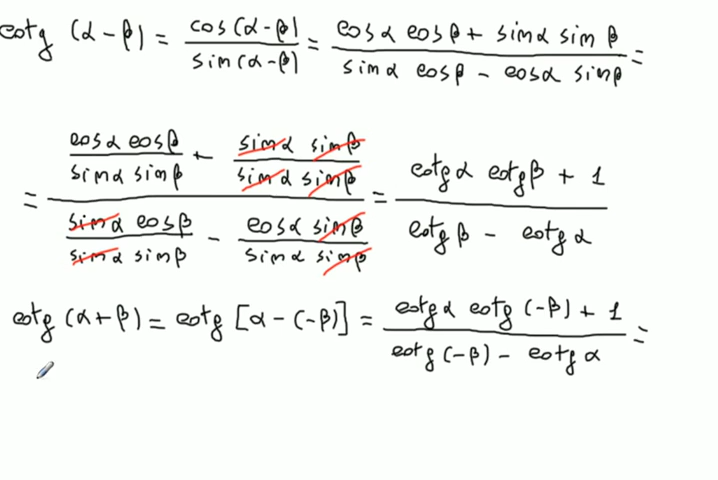 cotg (α − β) = cos(α−β) / sin(α−β) = (cosα cosβ + sinα sinβ) / (sinα cosβ − cosα sinβ) =
= ((cosα cosβ) / (sinα sinβ) + (sinα sinβ) / (sinα sinβ)) / ((sinα cosβ) / (sinα sinβ) − (cosα sinβ) / (sinα sinβ)) = (cotgα cotgβ + 1) / (cotgβ − cotgα)
cotg (α+β) = cotg [α − (−β)] = (cotgα cotg (−β) + 1) / (cotg (−β) − cotgα) =